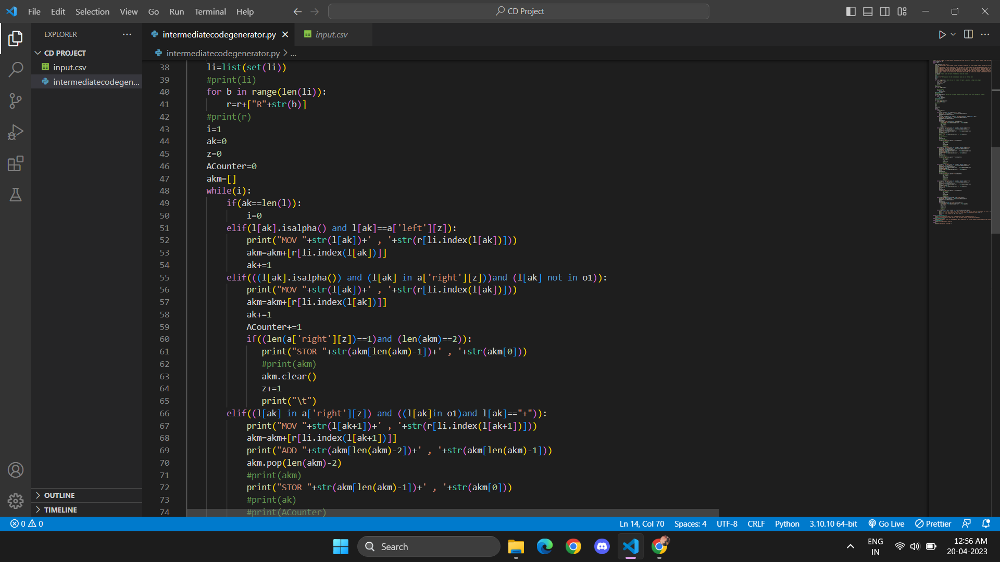 File Edit Selection View Go Run Terminal Help
CD Project
EXPLORER
CD PROJECT
input.csv
intermediatecodegen...
OUTLINE
TIMELINE
intermediatecodegenerator.py
input.csv
intermediatecodegenerator.py > ...
38 li=list(set(li))
39 #print(li)
40 for b in range(len(li)):
41 r=r+["R"+str(b)]
42 #print(r)
43 i=1
44 ak=0
45 z=0
46 ACounter=0
47 akm=[]
48 while(i):
49 if(ak==len(l)):
50 i=0
51 elif(l[ak].isalpha() and l[ak]==a['left'][z]):
52 print("MOV "+str(l[ak])+' , '+str(r[li.index(l[ak])]))
53 akm=akm+[r[li.index(l[ak])]]
54 ak+=1
55 elif(((l[ak].isalpha()) and (l[ak] in a['right'][z]))and (l[ak] not in o1)):
56 print("MOV "+str(l[ak])+' , '+str(r[li.index(l[ak])]))
57 akm=akm+[r[li.index(l[ak])]]
58 ak+=1
59 ACounter+=1
60 if((len(a['right'][z])==1)and (len(akm)==2)):
61 print("STOR "+str(akm[len(akm)-1])+' , '+str(akm[0]))
62 #print(akm)
63 akm.clear()
64 z+=1
65 print("\t")
66 elif((l[ak] in a['right'][z]) and ((l[ak]in o1)and l[ak]=="+")):
67 print("MOV "+str(l[ak+1])+' , '+str(r[li.index(l[ak+1])]))
68 akm=akm+[r[li.index(l[ak+1])]]
69 print("ADD "+str(akm[len(akm)-2])+' , '+str(akm[len(akm)-1]))
70 akm.pop(len(akm)-2)
71 #print(akm)
72 print("STOR "+str(akm[len(akm)-1])+' , '+str(akm[0]))
73 #print(ak)
74 #print(ACounter)
0 0
Ln 14, Col 70 Spaces: 4 UTF-8 CRLF Python 3.10.10 64-bit Go Live Prettier
Search
ENG
IN
12:56 AM
20-04-2023